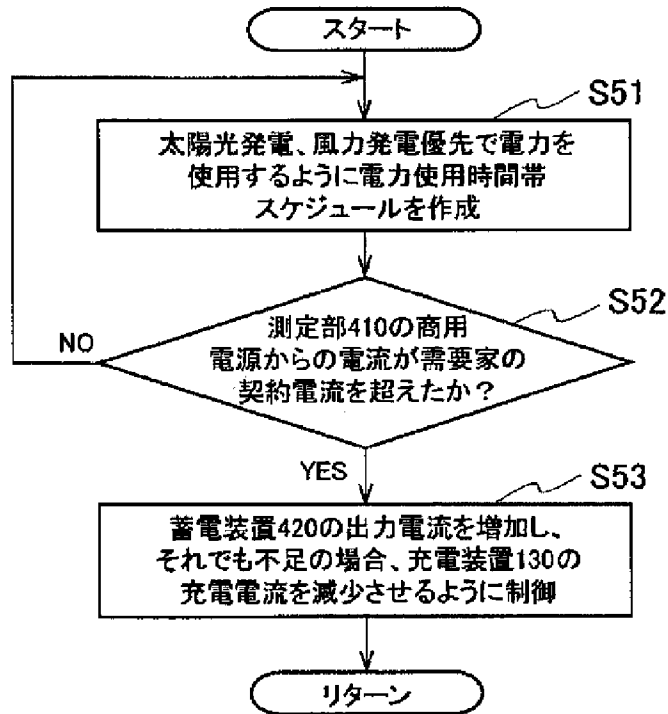 スタート
S51
太陽光発電、風力発電優先で電力を
使用するように電力使用時間帯
スケジュールを作成
S52
測定部410の商用
電源からの電流が需要家の
契約電流を超えたか？
NO
YES
S53
蓄電装置420の出力電流を増加し、
それでも不足の場合、充電装置130の
充電電流を減少させるように制御
リターン